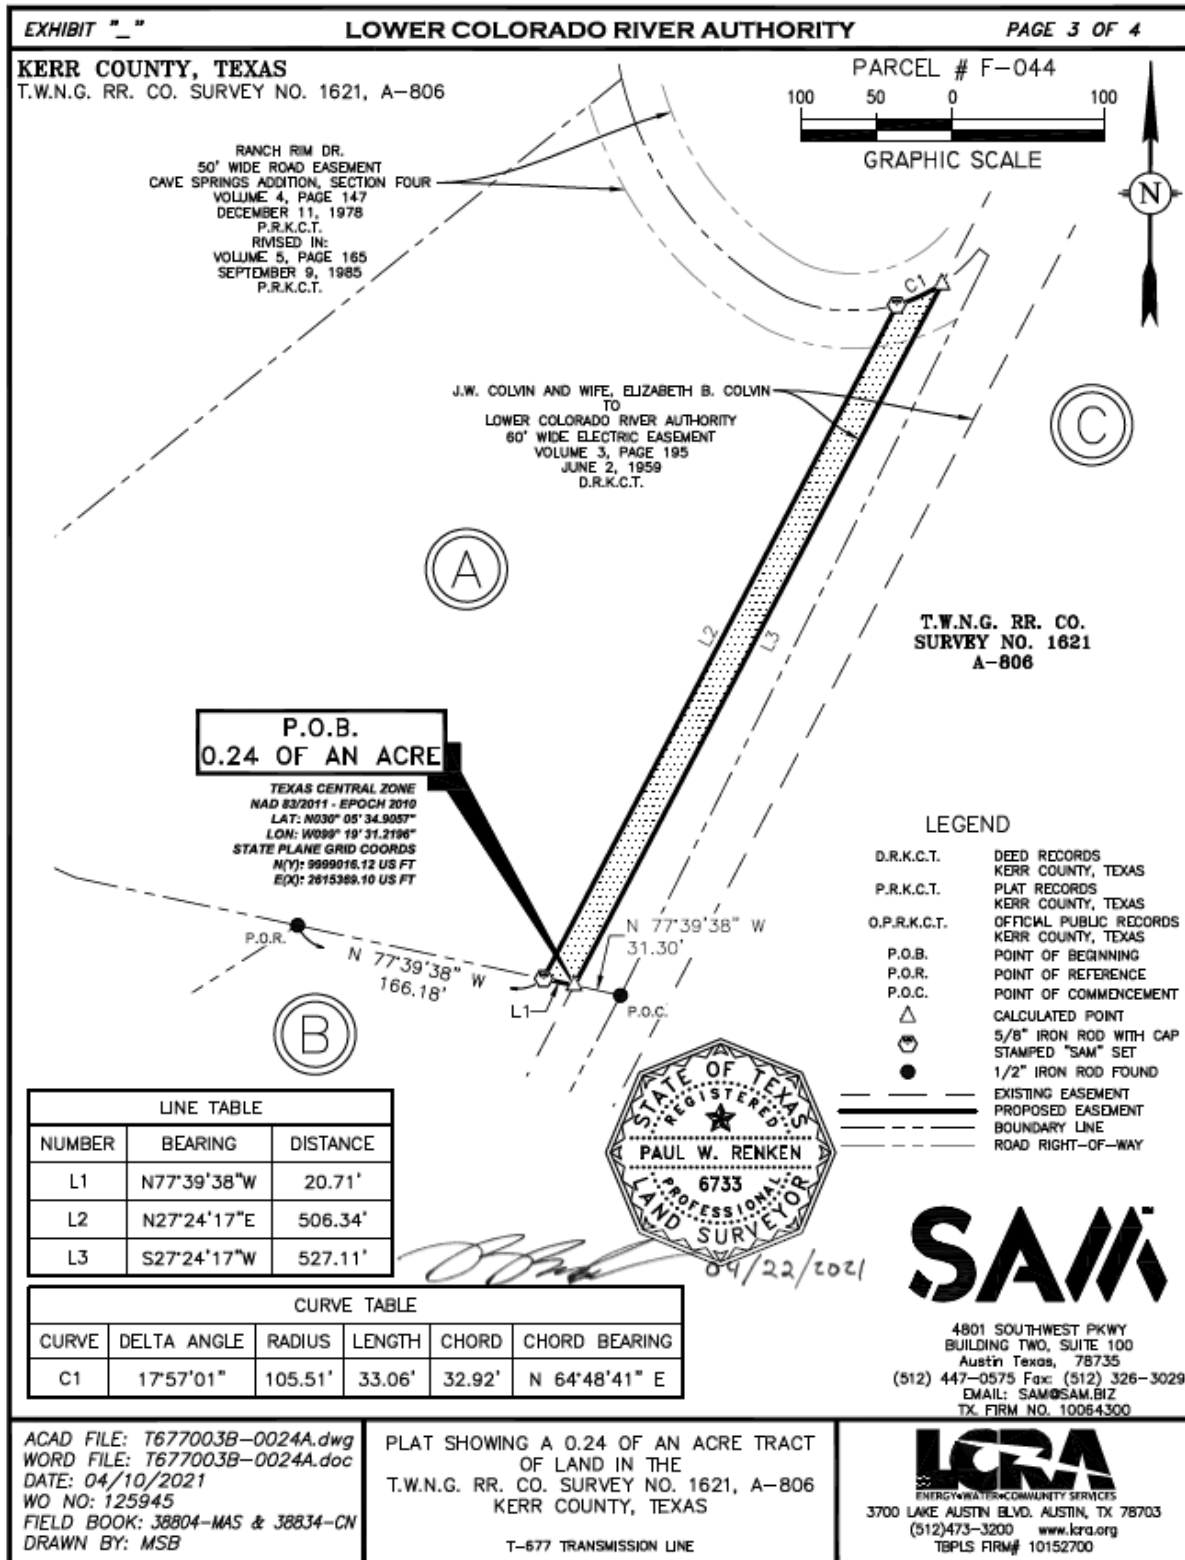 EXHIBIT "_"
LOWER COLORADO RIVER AUTHORITY
PAGE 3 OF 4
KERR COUNTY, TEXAS
T.W.N.G. RR. CO. SURVEY NO. 1621, A-806
PARCEL # F-044
100 50 0 100
GRAPHIC SCALE
N
RANCH RIM DR.
50' WIDE ROAD EASEMENT
CAVE SPRINGS ADDITION, SECTION FOUR
VOLUME 4, PAGE 147
DECEMBER 11, 1978
P.R.K.C.T.
RIVISED IN:
VOLUME 5, PAGE 165
SEPTEMBER 9, 1985
P.R.K.C.T.
C1
J.W. COLVIN AND WIFE, ELIZABETH B. COLVIN
TO
LOWER COLORADO RIVER AUTHORITY
60' WIDE ELECTRIC EASEMENT
VOLUME 3, PAGE 195
JUNE 2, 1959
D.R.K.C.T.
C
A
L2
L3
T.W.N.G. RR. CO.
SURVEY NO. 1621
A-806
P.O.B.
0.24 OF AN ACRE
TEXAS CENTRAL ZONE
NAD 83/2011 - EPOCH 2010
LAT: N030° 05' 34.9057"
LON: W099° 19' 31.2196"
STATE PLANE GRID COORDS
N(Y): 9999016.12 US FT
E(X): 2615369.10 US FT
P.O.R.
N 77°39'38" W
166.18'
N 77°39'38" W
31.30'
L1
P.O.C.
B
LEGEND
D.R.K.C.T. DEED RECORDS
KERR COUNTY, TEXAS
P.R.K.C.T. PLAT RECORDS
KERR COUNTY, TEXAS
O.P.R.K.C.T. OFFICIAL PUBLIC RECORDS
KERR COUNTY, TEXAS
P.O.B. POINT OF BEGINNING
P.O.R. POINT OF REFERENCE
P.O.C. POINT OF COMMENCEMENT
CALCULATED POINT
5/8" IRON ROD WITH CAP
STAMPED "SAM" SET
1/2" IRON ROD FOUND
EXISTING EASEMENT
PROPOSED EASEMENT
BOUNDARY LINE
ROAD RIGHT-OF-WAY
LINE TABLE
NUMBER BEARING DISTANCE
L1 N77°39'38"W 20.71'
L2 N27°24'17"E 506.34'
L3 S27°24'17"W 527.11'
STATE OF TEXAS
REGISTERED
PAUL W. RENKEN
6733
PROFESSIONAL
LAND SURVEYOR
04/22/2021
CURVE TABLE
CURVE DELTA ANGLE RADIUS LENGTH CHORD CHORD BEARING
C1 17°57'01" 105.51' 33.06' 32.92' N 64°48'41" E
SAM
4801 SOUTHWEST PKWY
BUILDING TWO, SUITE 100
Austin Texas, 78735
(512) 447-0575 Fax: (512) 326-3029
EMAIL: SAM@SAM.BIZ
TX. FIRM NO. 10064300
ACAD FILE: T677003B-0024A.dwg
WORD FILE: T677003B-0024A.doc
DATE: 04/10/2021
WO NO: 125945
FIELD BOOK: 38804-MAS & 38834-CN
DRAWN BY: MSB
PLAT SHOWING A 0.24 OF AN ACRE TRACT
OF LAND IN THE
T.W.N.G. RR. CO. SURVEY NO. 1621, A-806
KERR COUNTY, TEXAS
T-677 TRANSMISSION LINE
LCRA
ENERGY•WATER•COMMUNITY SERVICES
3700 LAKE AUSTIN BLVD. AUSTIN, TX 78703
(512)473-3200 www.lcra.org
TBPLS FIRM# 10152700